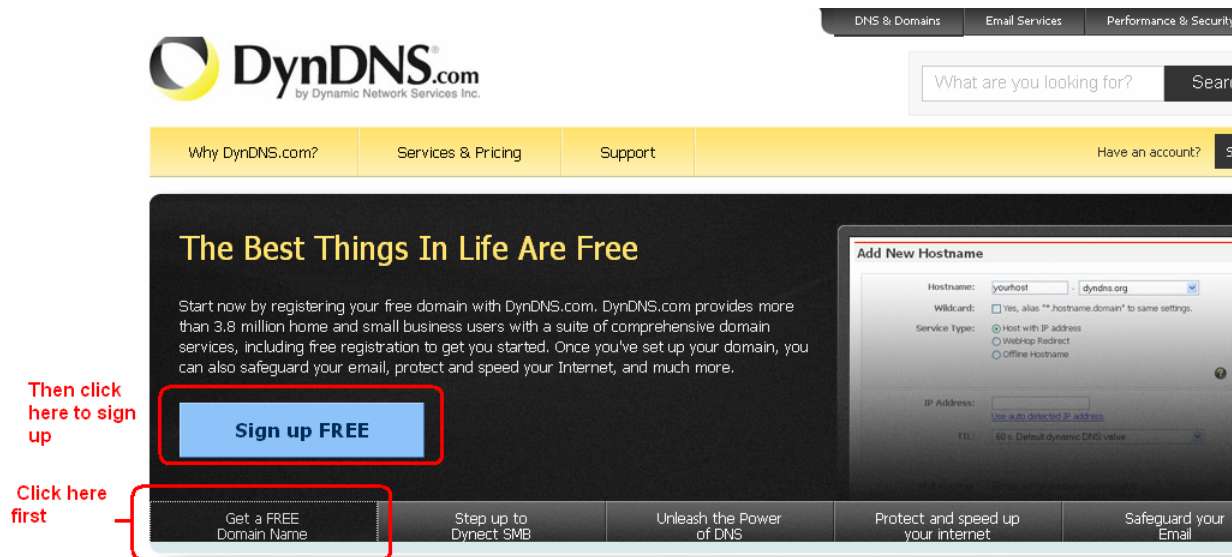 DNS & Domains
Email Services
Performance & Security
DynDNS.com
by Dynamic Network Services Inc.
What are you looking for?
Why DynDNS.com?
Services & Pricing
Support
Have an account?
The Best Things In Life Are Free
Start now by registering your free domain with DynDNS.com. DynDNS.com provides more
than 3.8 million home and small business users with a suite of comprehensive domain
services, including free registration to get you started. Once you've set up your domain, you
can also safeguard your email, protect and speed your Internet, and much more.
Then click
here to sign
up
Sign up FREE
Add New Hostname
Hostname: yourhost . dyndns.org
Wildcard: Yes, alias "*.hostname.domain" to same settings.
Service Type: Host with IP address
WebHop Redirect
Offline Hostname
IP Address:
Use auto detected IP address
TTL: 60 s. Default dynamic DNS value
Click here
first
Get a FREE
Domain Name
Step up to
Dynect SMB
Unleash the Power
of DNS
Protect and speed up
your internet
Safeguard your
Email